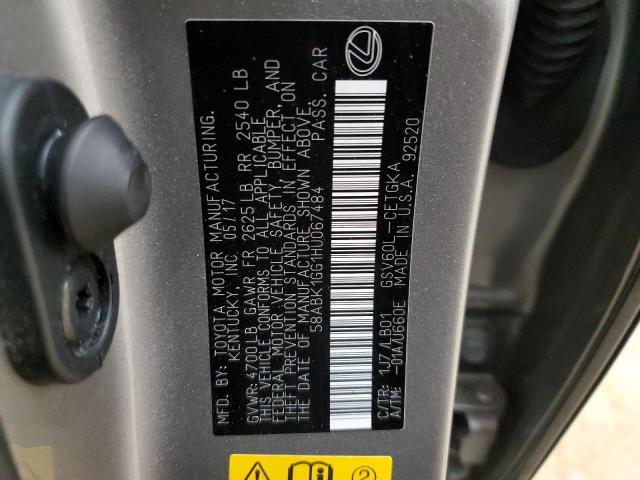 MFD. BY: TOYOTA MOTOR MANUFACTURING.
KENTUCKY, INC 05/17
GVWR: 4700LB GAWR FR 2625LB RR 2540 LB
THIS VEHICLE CONFORMS TO ALL APPLICABLE
FEDERAL MOTOR VEHICLE SAFETY, BUMPER, AND
THEFT PREVENTION STANDARDS IN EFFECT ON
THE DATE OF MANUFACTURE SHOWN ABOVE.
58ABK1GG1HU067484 PASS. CAR
C/TR: 1J7/LB01 GSV60L-CETGKA
A/TM: -01A/U660E MADE IN U.S.A. 92520
2